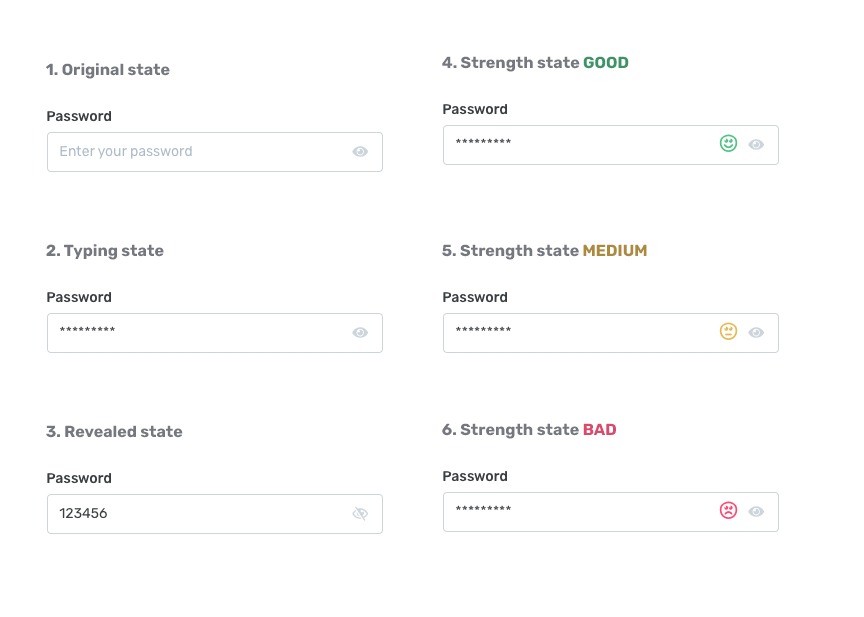 1. Original state
Password
Enter your password
2. Typing state
Password
*********
3. Revealed state
Password
123456
4. Strength state GOOD
Password
*********
5. Strength state MEDIUM
Password
*********
6. Strength state BAD
Password
*********